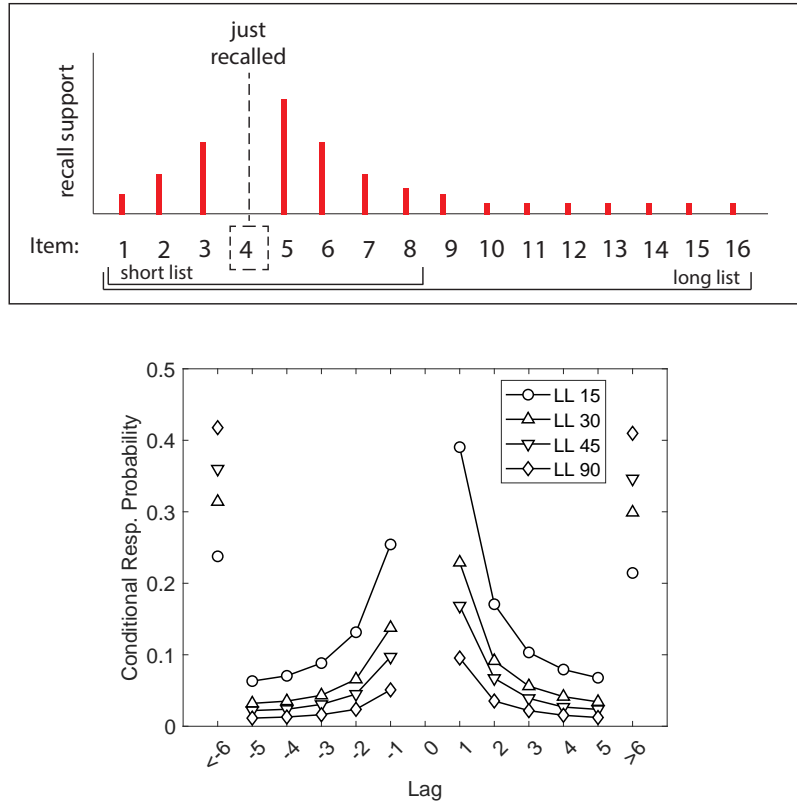 just
recalled
recall support
Item: 1 2 3 4 5 6 7 8 9 10 11 12 13 14 15 16
short list
long list
0.5
0.4
0.3
0.2
0.1
0
Conditional Resp. Probability
LL 15
LL 30
LL 45
LL 90
<-6 -5 -4 -3 -2 -1 0 1 2 3 4 5 >6
Lag